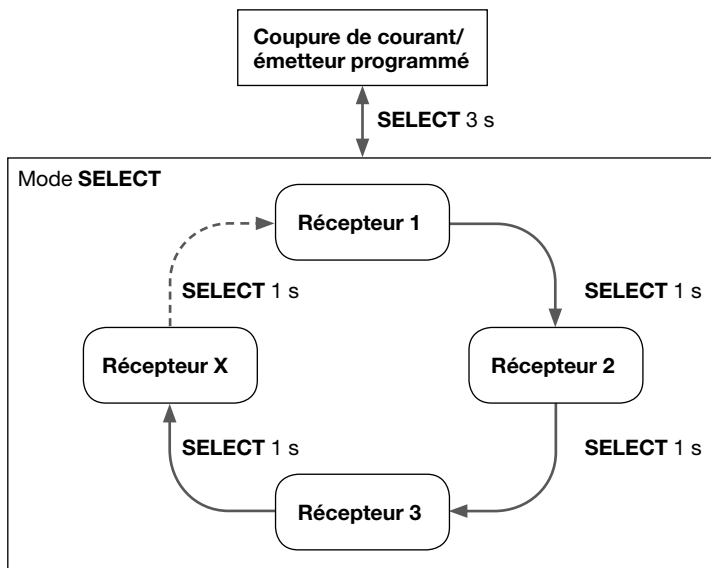 Coupure de courant/
émetteur programmé
SELECT 3 s
Mode SELECT
Récepteur 1
SELECT 1 s
SELECT 1 s
Récepteur X
Récepteur 2
SELECT 1 s
SELECT 1 s
Récepteur 3